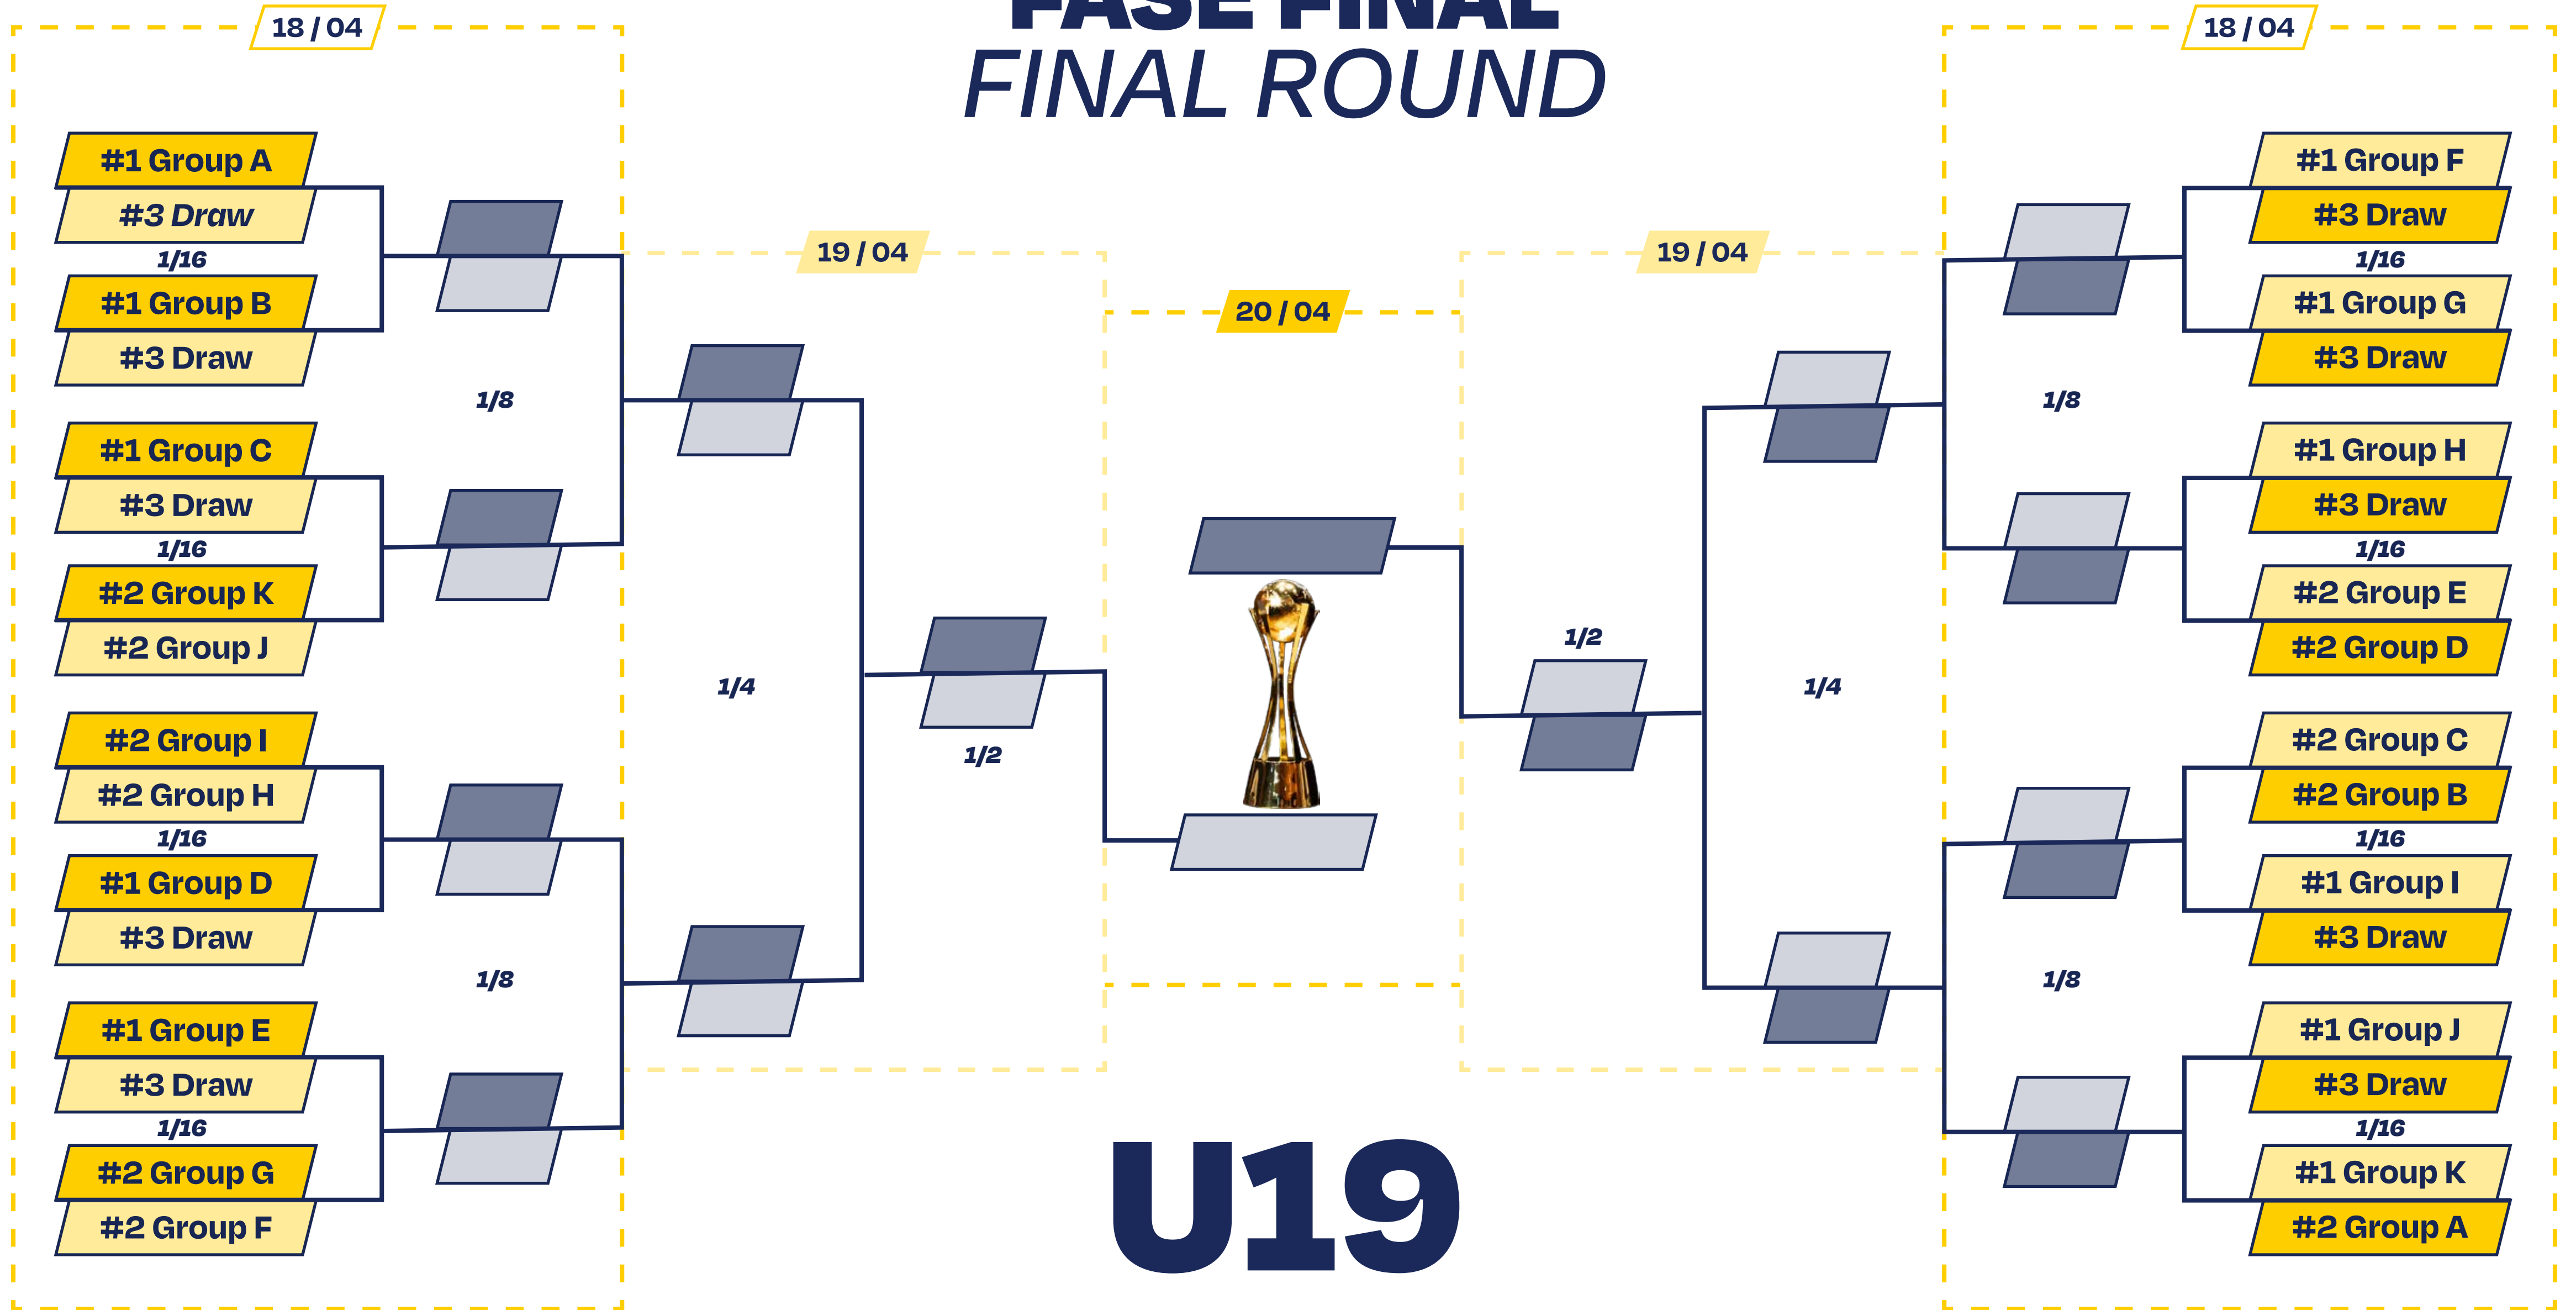 FASE FINAL
FINAL ROUND
18 / 04
#1 Group A
#3 Draw
1/16
#1 Group B
#3 Draw
1/8
#1 Group C
#3 Draw
1/16
#2 Group K
#2 Group J
#2 Group I
#2 Group H
1/16
#1 Group D
#3 Draw
1/8
#1 Group E
#3 Draw
1/16
#2 Group G
#2 Group F
19 / 04
1/4
1/2
20 / 04
19 / 04
1/2
1/4
18 / 04
#1 Group F
#3 Draw
1/16
#1 Group G
#3 Draw
1/8
#1 Group H
#3 Draw
1/16
#2 Group E
#2 Group D
#2 Group C
#2 Group B
1/16
#1 Group I
#3 Draw
1/8
#1 Group J
#3 Draw
1/16
#1 Group K
#2 Group A
U19